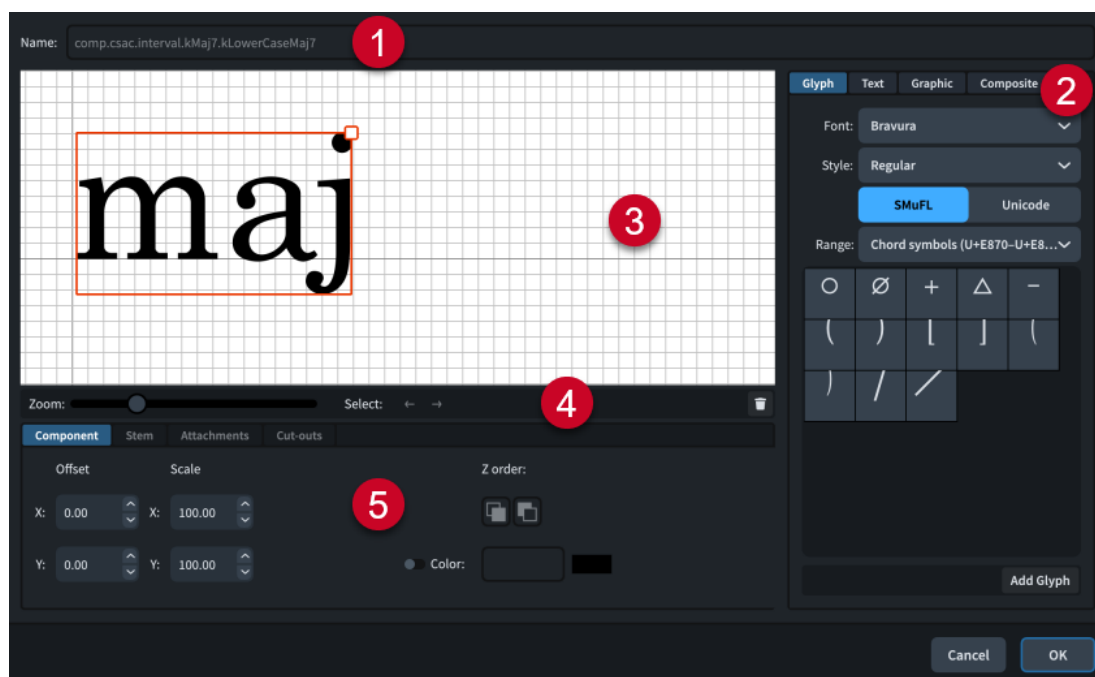 Name: comp.csac.interval.kMaj7.kLowerCaseMaj7 1
Glyph Text Graphic Composite 2
Font: Bravura
Style: Regular
SMuFL Unicode
Range: Chord symbols (U+E870–U+E8...
maj
3
Add Glyph
Zoom: Select: ← → 4
Component Stem Attachments Cut-outs
Offset Scale Z order:
X: 0.00 X: 100.00 5
Y: 0.00 Y: 100.00 Color:
Cancel OK